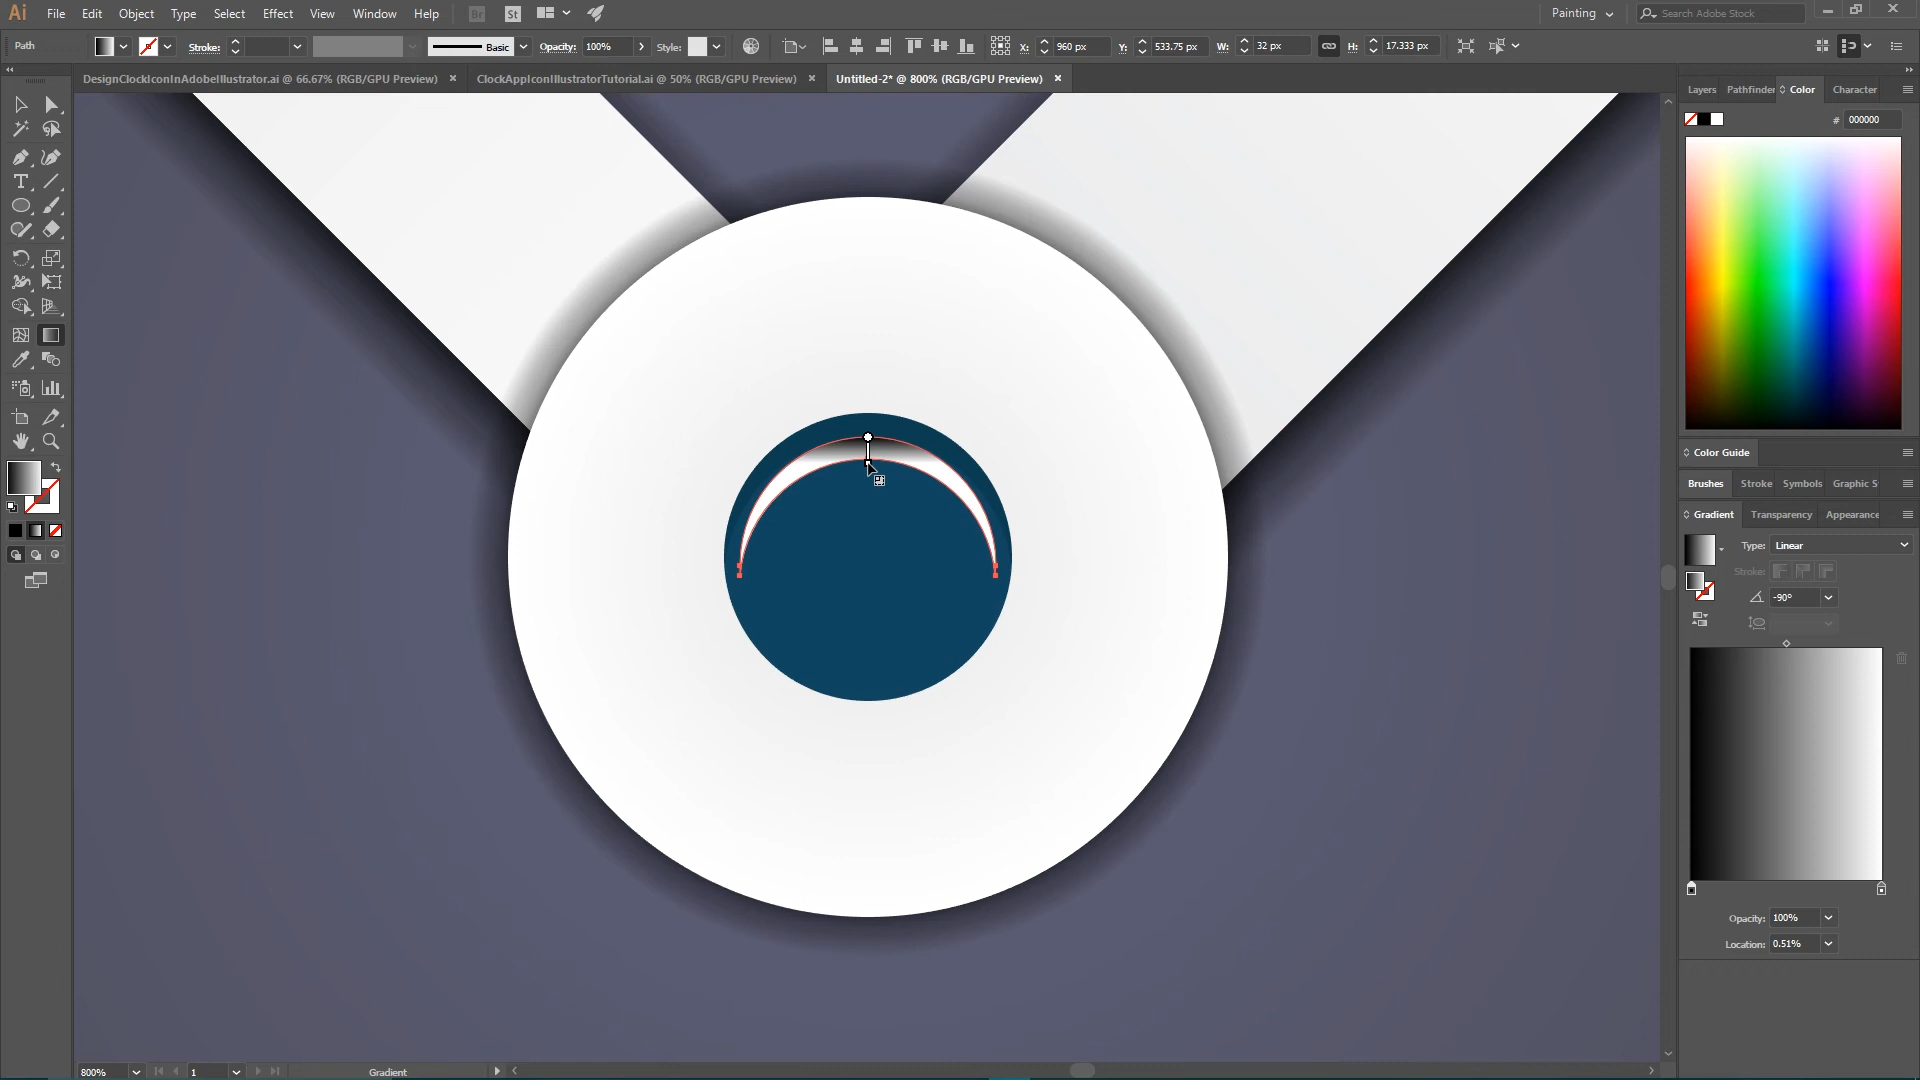 Ai File Edit Object Type Select Effect View Window Help Br St Painting Search Adobe Stock
Path Stroke: Basic Opacity: 100% Style: X: 960 px Y: 533.75 px W: 32 px H: 17.333 px
DesignClockIconInAdobeIllustrator.ai @ 66.67% (RGB/GPU Preview) × ClockAppIconIllustratorTutorial.ai @ 50% (RGB/GPU Preview) × Untitled-2* @ 800% (RGB/GPU Preview) ×
Layers Pathfinder Color Character
# 000000
Color Guide
Brushes Stroke Symbols Graphic S
Gradient Transparency Appearance
Type: Linear
Stroke:
-90°
Opacity: 100%
Location: 0.51%
800% 1 Gradient